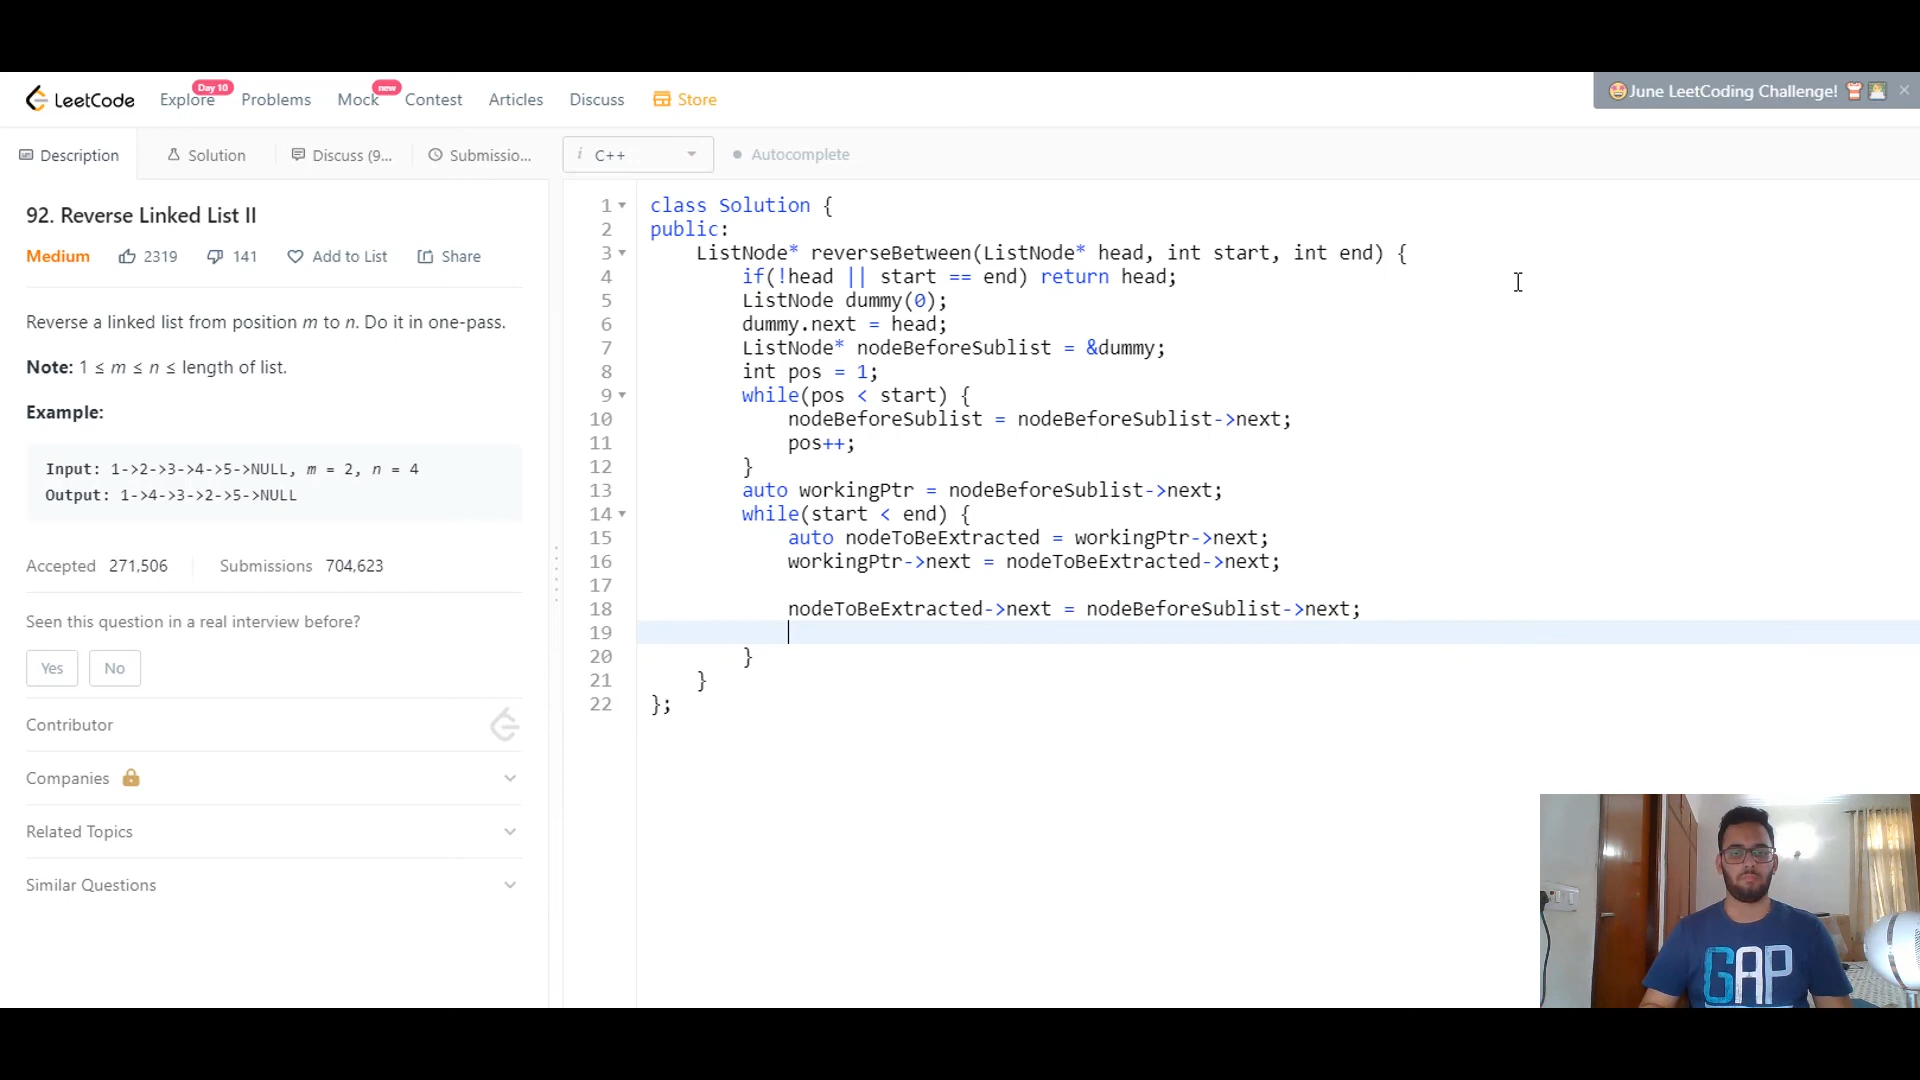 LeetCode
Explore
Day 10
Problems
Mock
new
Contest
Articles
Discuss
Store
June LeetCoding Challenge!
Description
Solution
Discuss (9...
Submissio...
i C++
Autocomplete
92. Reverse Linked List II
Medium 2319 141 Add to List Share
Reverse a linked list from position m to n. Do it in one-pass.
Note: 1 ≤ m ≤ n ≤ length of list.
Example:
Input: 1->2->3->4->5->NULL, m = 2, n = 4
Output: 1->4->3->2->5->NULL
Accepted 271,506 Submissions 704,623
Seen this question in a real interview before?
Yes No
Contributor
Companies
Related Topics
Similar Questions
1 class Solution {
2 public:
3     ListNode* reverseBetween(ListNode* head, int start, int end) {
4         if(!head || start == end) return head;
5         ListNode dummy(0);
6         dummy.next = head;
7         ListNode* nodeBeforeSublist = &dummy;
8         int pos = 1;
9         while(pos < start) {
10             nodeBeforeSublist = nodeBeforeSublist->next;
11             pos++;
12         }
13         auto workingPtr = nodeBeforeSublist->next;
14         while(start < end) {
15             auto nodeToBeExtracted = workingPtr->next;
16             workingPtr->next = nodeToBeExtracted->next;
17
18             nodeToBeExtracted->next = nodeBeforeSublist->next;
19
20         }
21     }
22 };
GAP